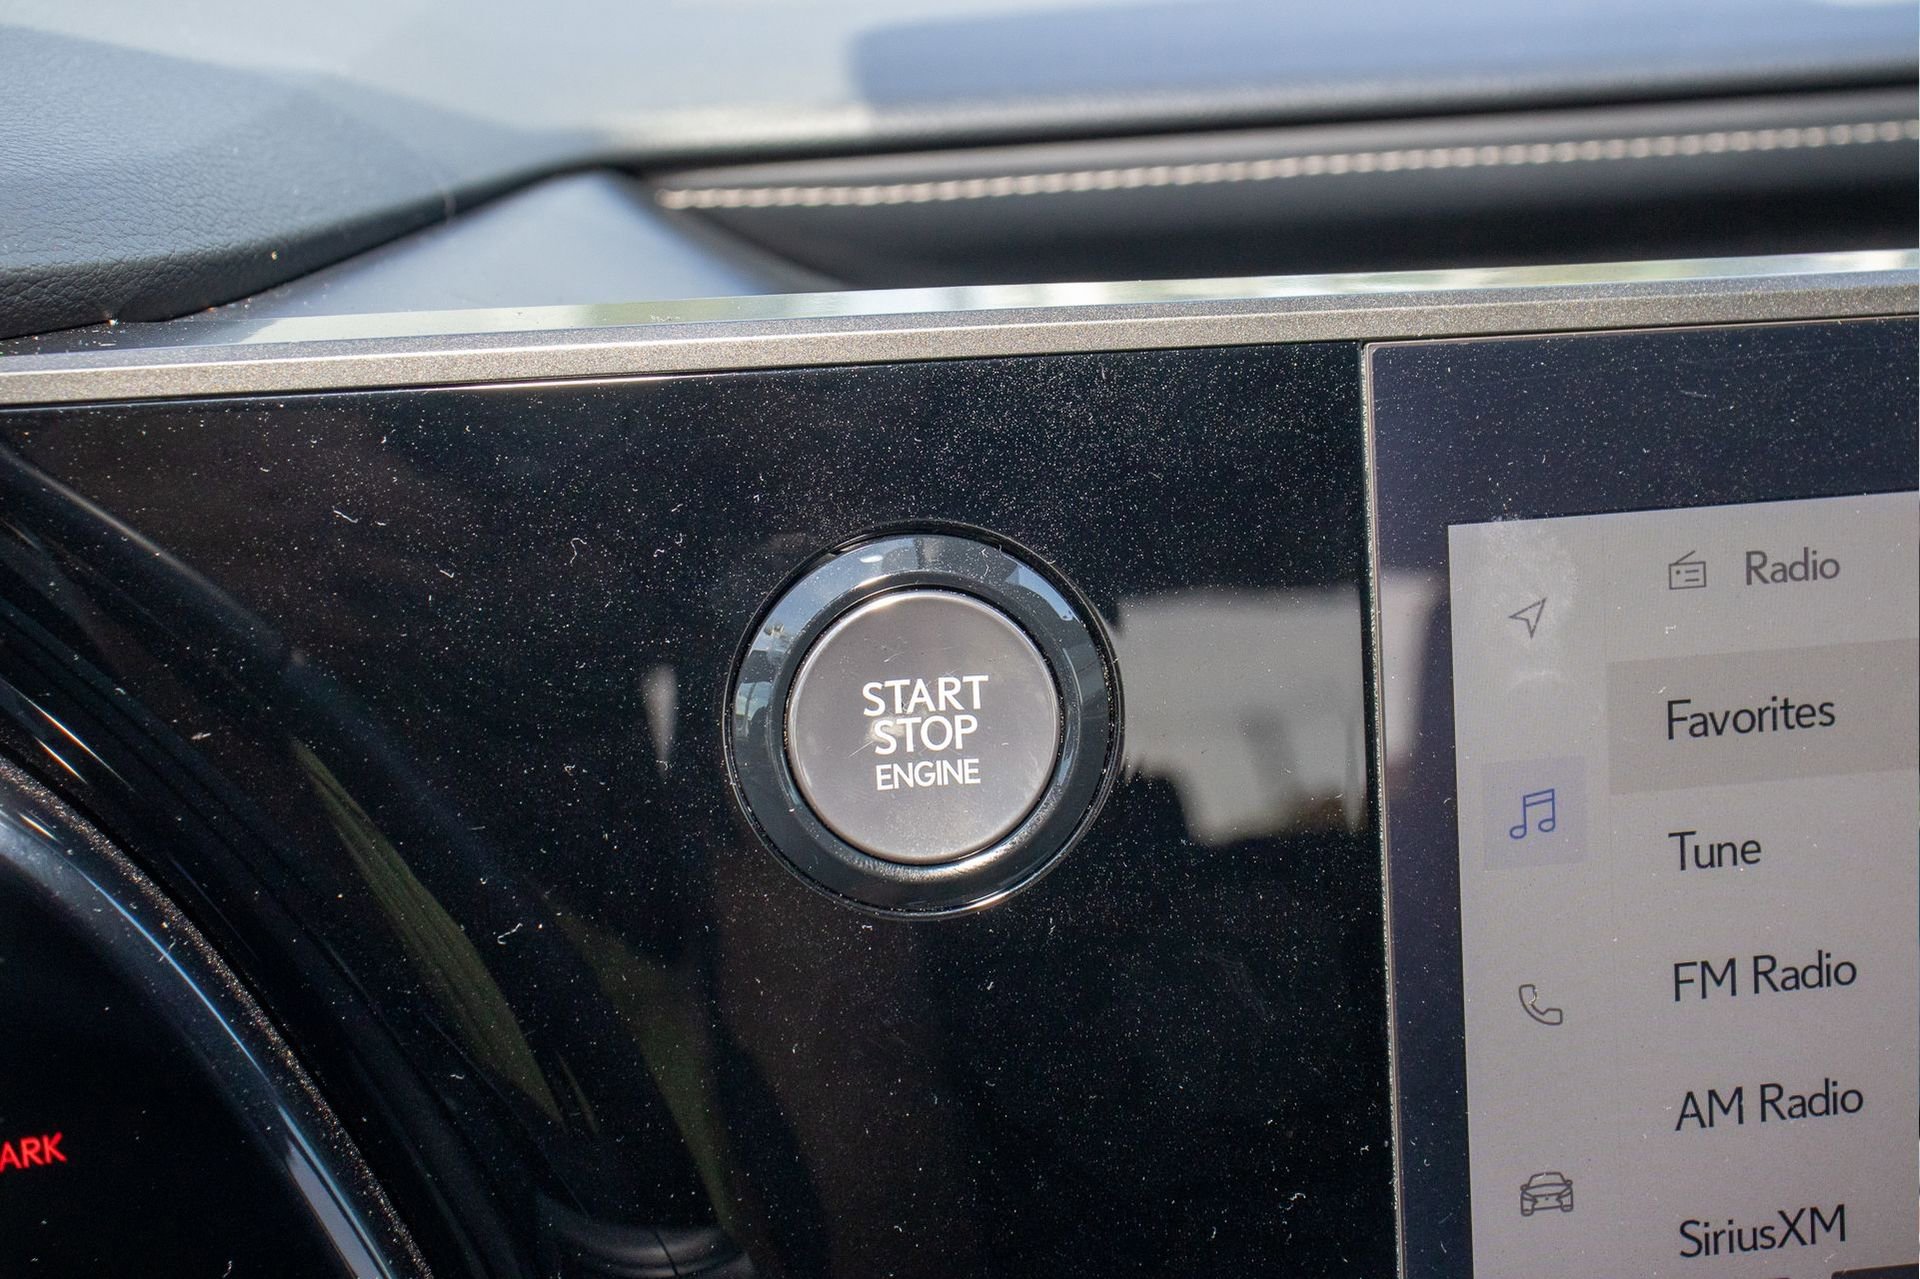 START
STOP
ENGINE
Radio
Favorites
Tune
FM Radio
AM Radio
SiriusXM
ARK